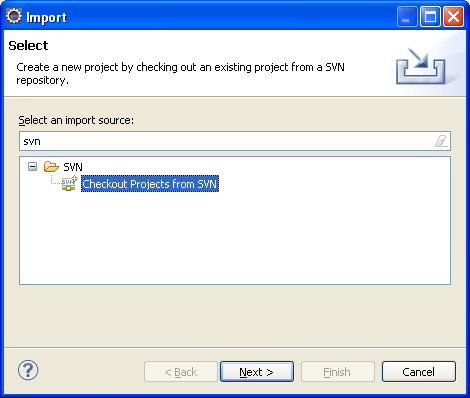 Import
Select
Create a new project by checking out an existing project from a SVN
repository.
Select an import source:
svn
SVN
Checkout Projects from SVN
?
< Back
Next >
Finish
Cancel